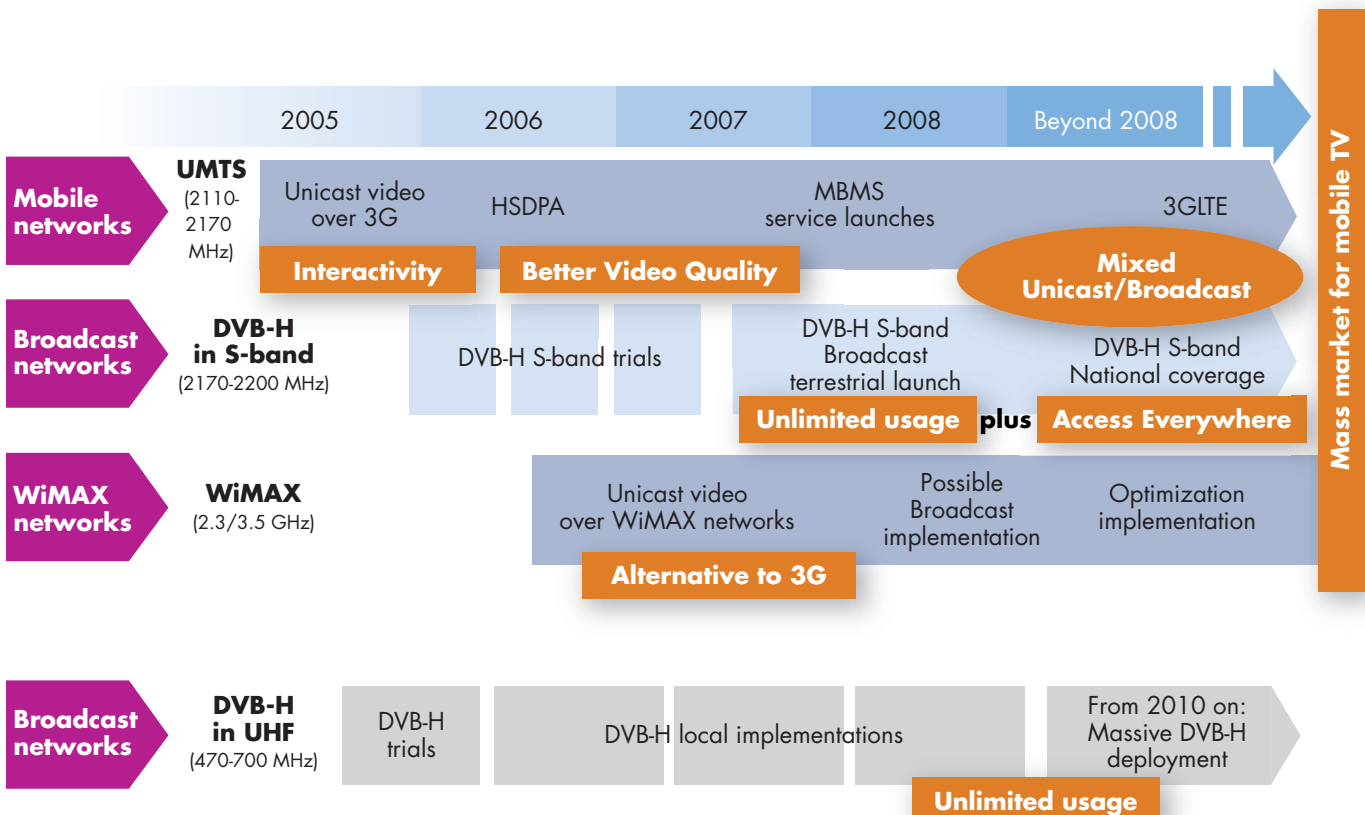 2005
2006
2007
2008
Beyond 2008
Mass market for mobile TV
Mobile
networks
UMTS
(2110-
2170
MHz)
Unicast video
over 3G
HSDPA
MBMS
service launches
3GLTE
Interactivity
Better Video Quality
Mixed
Unicast/Broadcast
Broadcast
networks
DVB-H
in S-band
(2170-2200 MHz)
DVB-H S-band trials
DVB-H S-band
Broadcast
terrestrial launch
DVB-H S-band
National coverage
Unlimited usage plus Access Everywhere
WiMAX
networks
WiMAX
(2.3/3.5 GHz)
Unicast video
over WiMAX networks
Possible
Broadcast
implementation
Optimization
implementation
Alternative to 3G
Broadcast
networks
DVB-H
in UHF
(470-700 MHz)
DVB-H
trials
DVB-H local implementations
From 2010 on:
Massive DVB-H
deployment
Unlimited usage